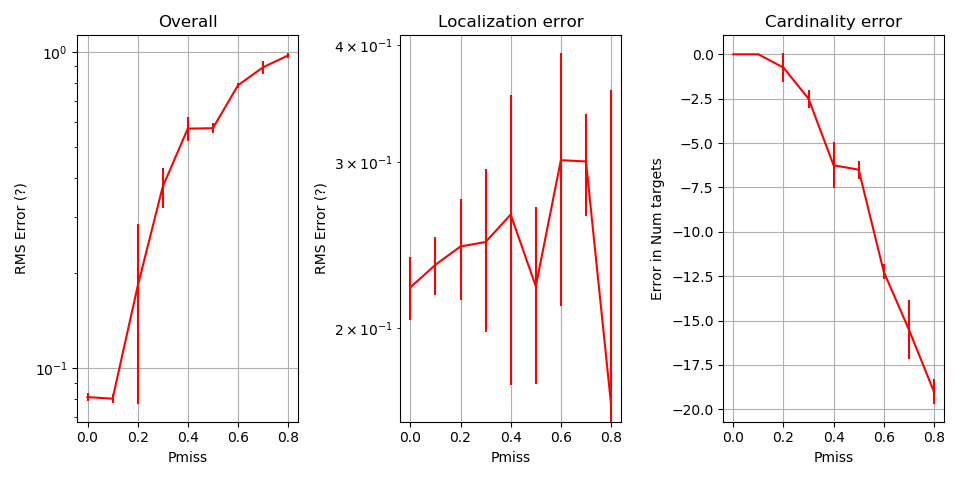 Overall
RMS Error (?)
10⁰
10⁻¹
0.0 0.2 0.4 0.6 0.8
Pmiss
Localization error
RMS Error (?)
4 × 10⁻¹
3 × 10⁻¹
2 × 10⁻¹
0.0 0.2 0.4 0.6 0.8
Pmiss
Cardinality error
Error in Num targets
0.0
−2.5
−5.0
−7.5
−10.0
−12.5
−15.0
−17.5
−20.0
0.0 0.2 0.4 0.6 0.8
Pmiss